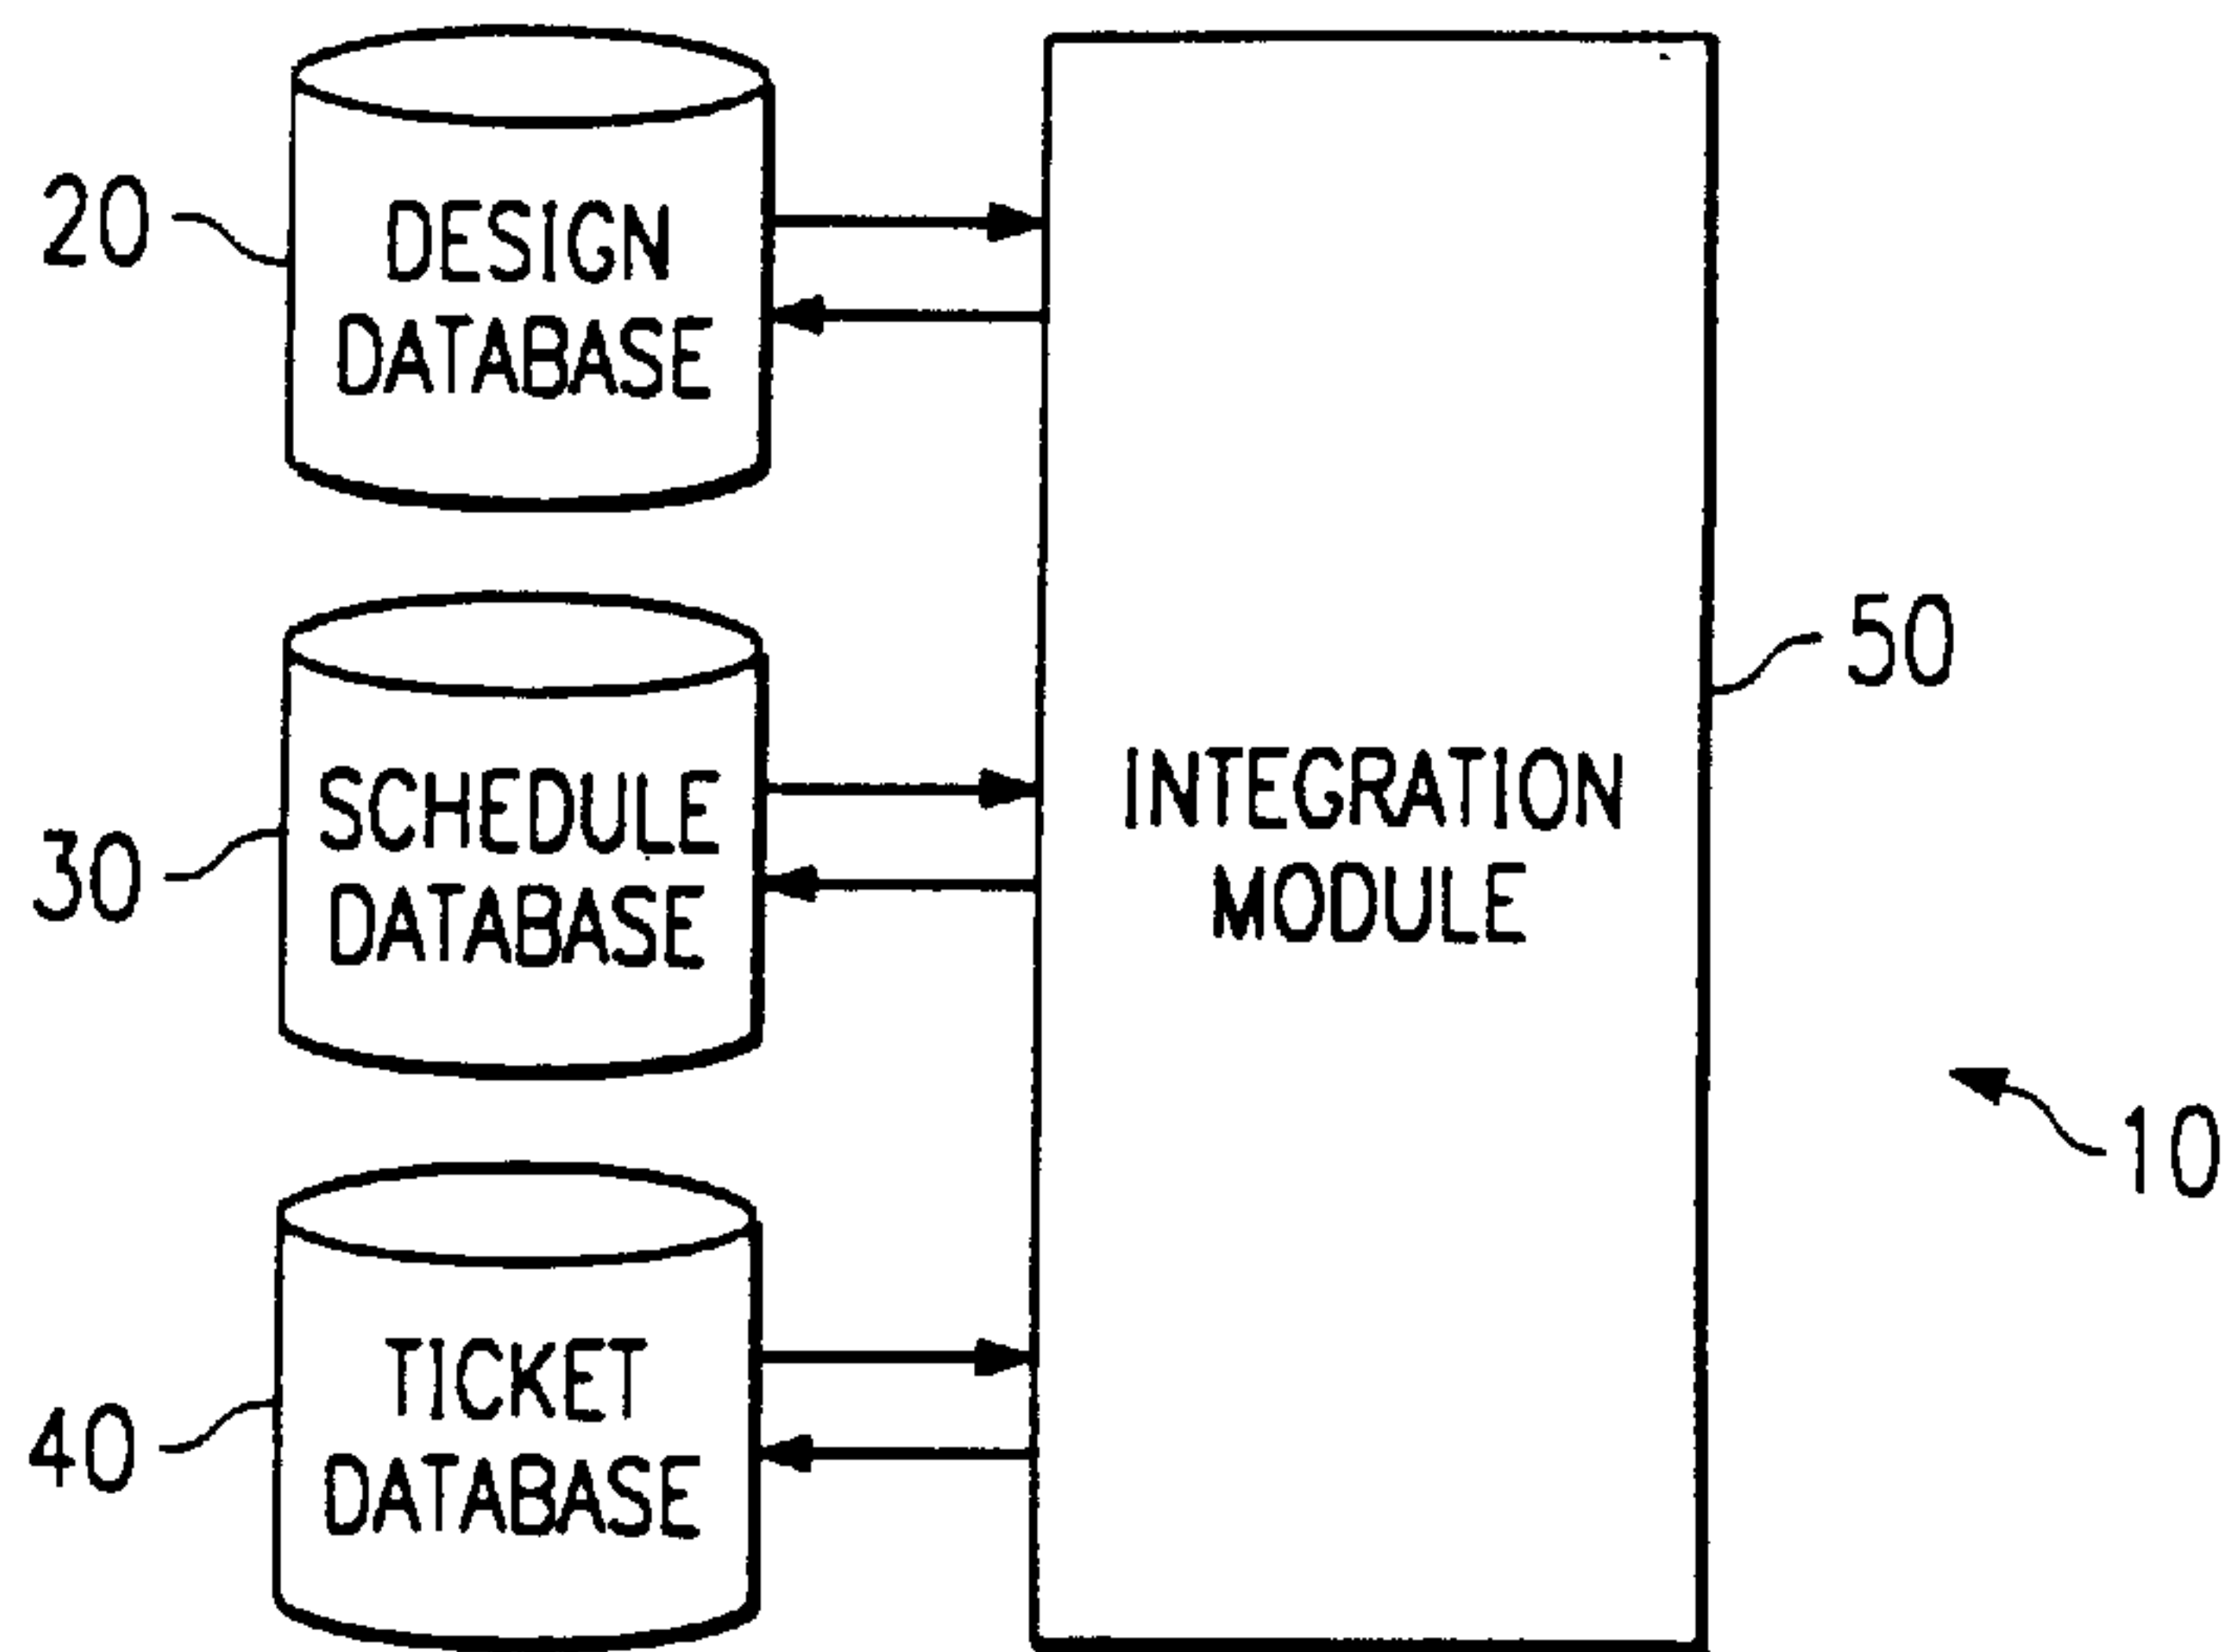 20
DESIGN
DATABASE
50
30
SCHEDULE
DATABASE
INTEGRATION
MODULE
10
40
TICKET
DATABASE